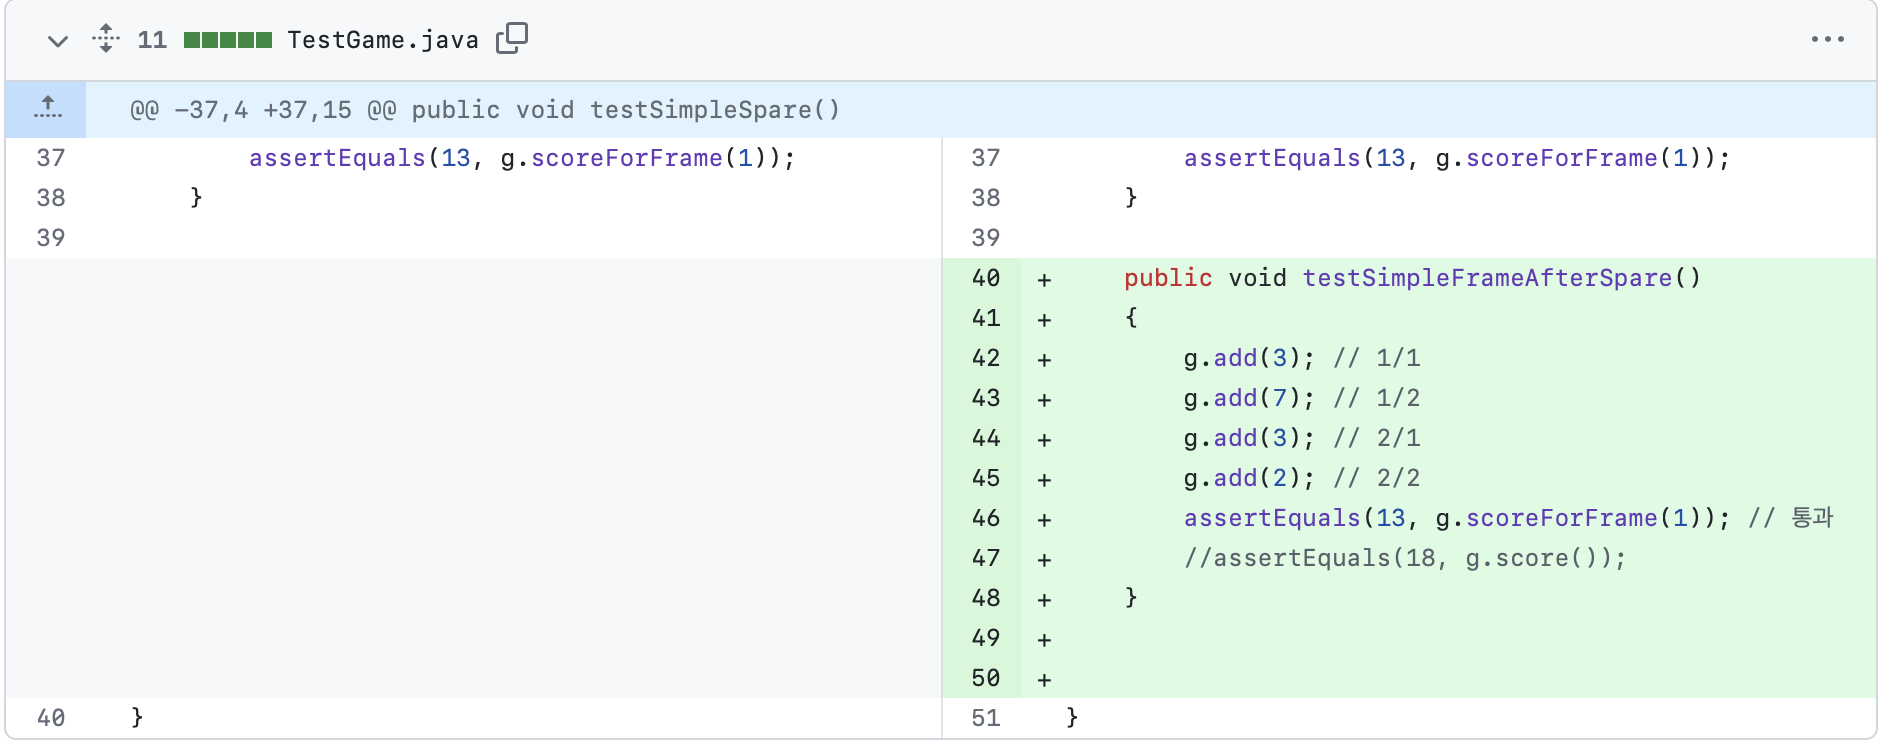 11 TestGame.java
@@ -37,4 +37,15 @@ public void testSimpleSpare()
37 assertEquals(13, g.scoreForFrame(1)); 37 assertEquals(13, g.scoreForFrame(1));
38 } 38 }
39 39
40 + public void testSimpleFrameAfterSpare()
41 + {
42 + g.add(3); // 1/1
43 + g.add(7); // 1/2
44 + g.add(3); // 2/1
45 + g.add(2); // 2/2
46 + assertEquals(13, g.scoreForFrame(1)); // 통과
47 + //assertEquals(18, g.score());
48 + }
49 +
50 +
40 } 51 }